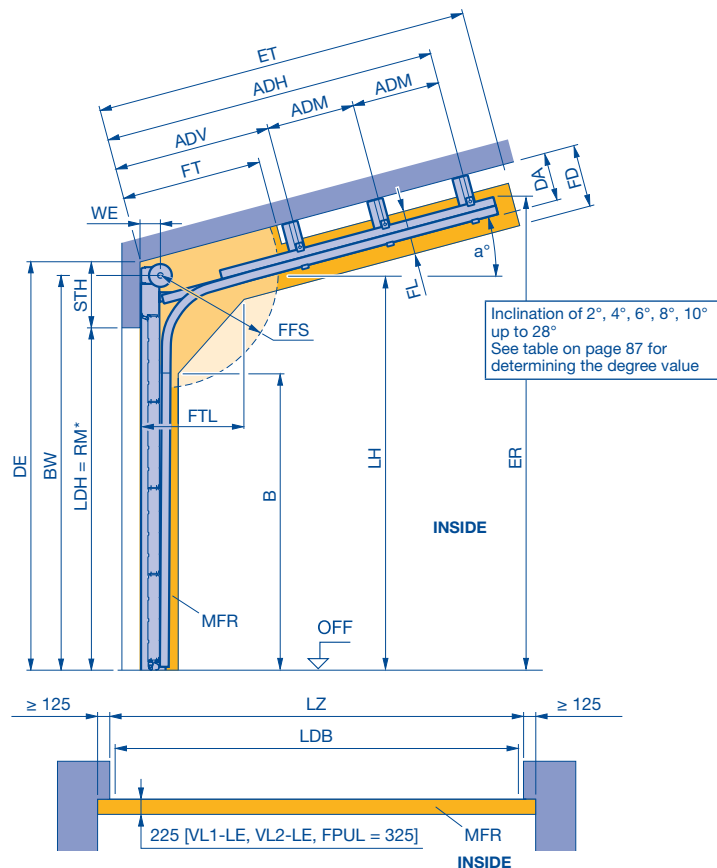 ET
ADH
ADM
ADM
ADV
FT
WE
DA
FD
STH
a°
FL
FFS
Inclination of 2°, 4°, 6°, 8°, 10°
up to 28°
See table on page 87 for
determining the degree value
FTL
DE
BW
LDH = RM*
B
LH
ER
INSIDE
MFR
OFF
≥ 125
LZ
≥ 125
LDB
225 [VL1-LE, VL2-LE, FPUL = 325]
MFR
INSIDE